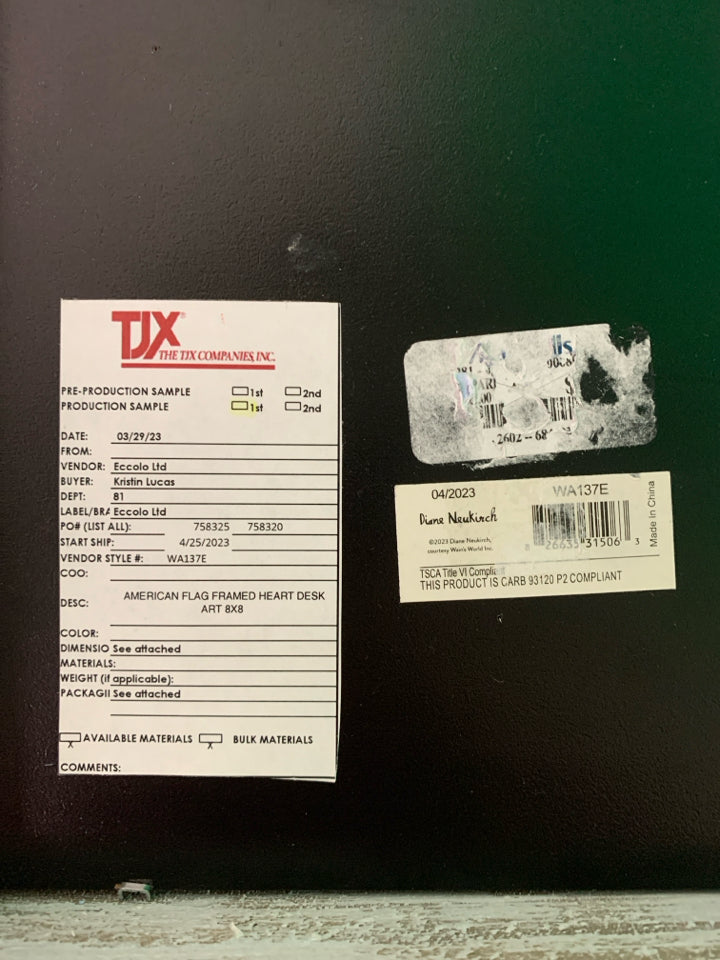 TJX®
THE TJX COMPANIES, INC.
PRE-PRODUCTION SAMPLE 1st 2nd
PRODUCTION SAMPLE 1st 2nd
DATE: 03/29/23
FROM:
VENDOR: Eccolo Ltd
BUYER: Kristin Lucas
DEPT: 81
LABEL/BRA Eccolo Ltd
PO# (LIST ALL): 758325 758320
START SHIP: 4/25/2023
VENDOR STYLE #: WA137E
COO:
DESC: AMERICAN FLAG FRAMED HEART DESK
ART 8X8
COLOR:
DIMENSIO See attached
MATERIALS:
WEIGHT (if applicable):
PACKAGII See attached
AVAILABLE MATERIALS BULK MATERIALS
X X
COMMENTS:
04/2023 WA137E
Diane Neukirch
©2023 Diane Neukirch,
courtesy Wain's World Inc.
8 26633 31506 3
Made In China
TSCA Title VI Compliant
THIS PRODUCT IS CARB 93120 P2 COMPLIANT